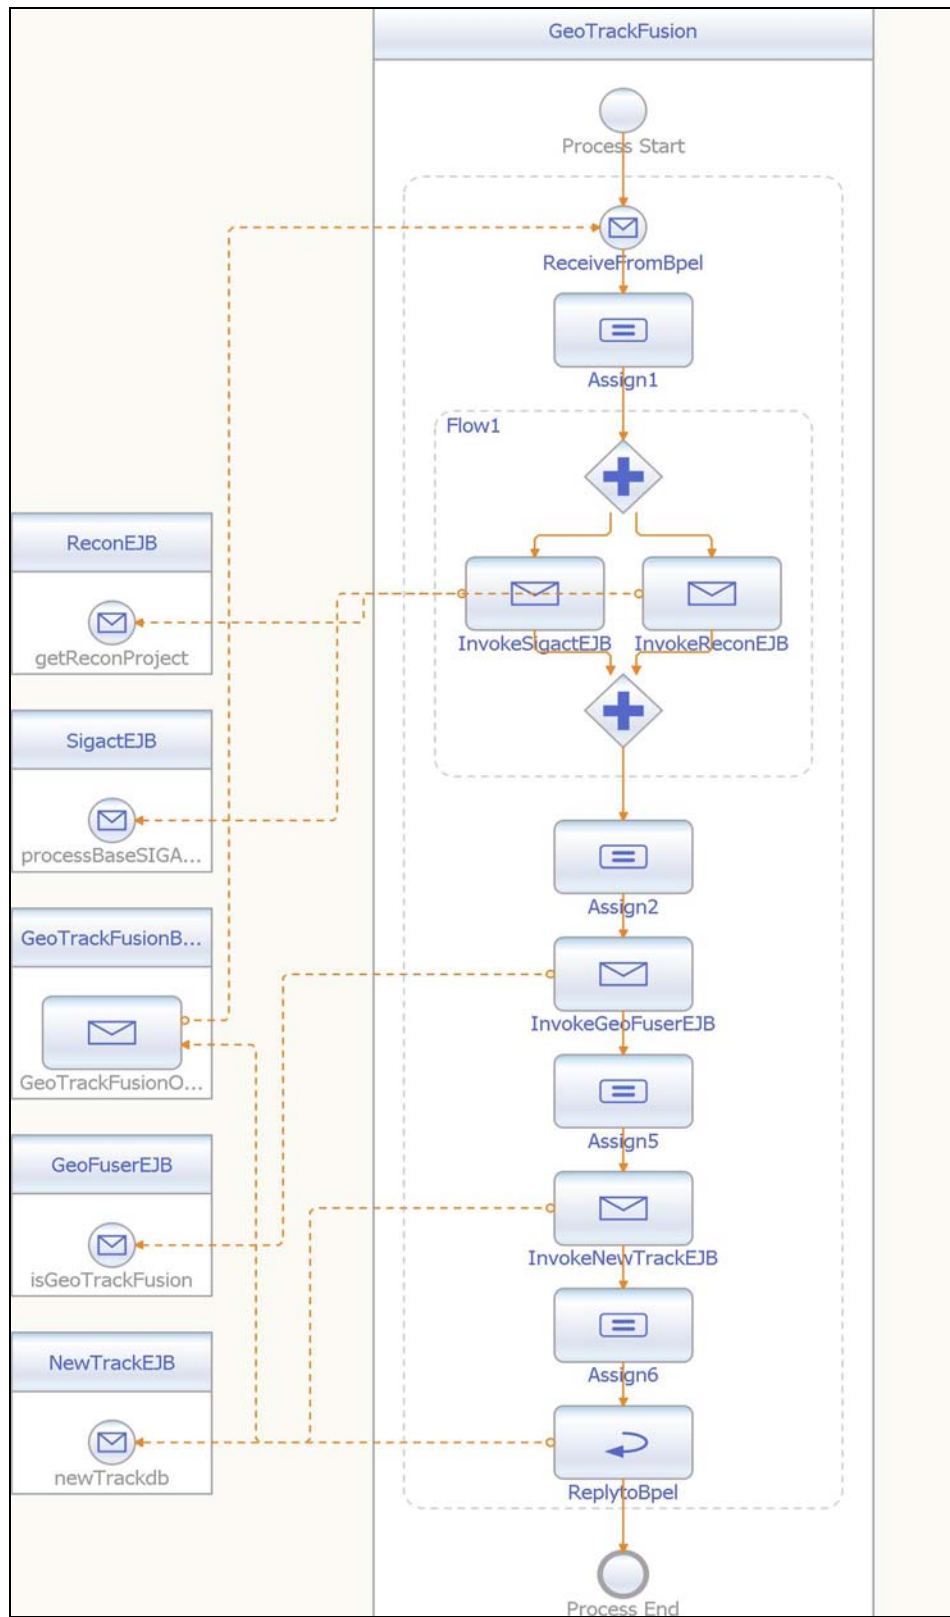 GeoTrackFusion
Process Start
ReceiveFromBpel
Assign1
Flow1
InvokeSigactEJB
InvokeReconEJB
Assign2
InvokeGeoFuserEJB
Assign5
InvokeNewTrackEJB
Assign6
ReplytoBpel
Process End
ReconEJB
getReconProject
SigactEJB
processBaseSIGA...
GeoTrackFusionB...
GeoTrackFusionO...
GeoFuserEJB
isGeoTrackFusion
NewTrackEJB
newTrackdb